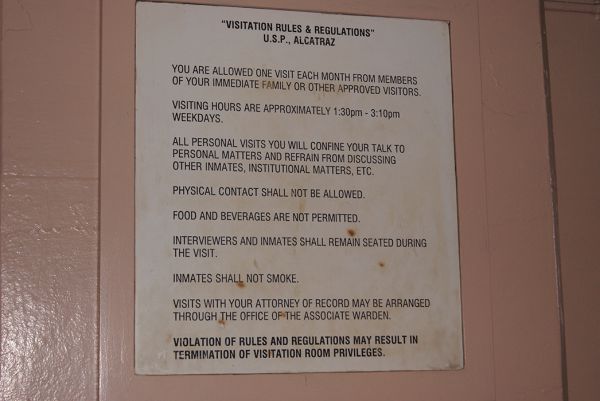 "VISITATION RULES & REGULATIONS"
U.S.P., ALCATRAZ
YOU ARE ALLOWED ONE VISIT EACH MONTH FROM MEMBERS
OF YOUR IMMEDIATE FAMILY OR OTHER APPROVED VISITORS.
VISITING HOURS ARE APPROXIMATELY 1:30pm - 3:10pm
WEEKDAYS.
ALL PERSONAL VISITS YOU WILL CONFINE YOUR TALK TO
PERSONAL MATTERS AND REFRAIN FROM DISCUSSING
OTHER INMATES, INSTITUTIONAL MATTERS, ETC.
PHYSICAL CONTACT SHALL NOT BE ALLOWED.
FOOD AND BEVERAGES ARE NOT PERMITTED.
INTERVIEWERS AND INMATES SHALL REMAIN SEATED DURING
THE VISIT.
INMATES SHALL NOT SMOKE.
VISITS WITH YOUR ATTORNEY OF RECORD MAY BE ARRANGED
THROUGH THE OFFICE OF THE ASSOCIATE WARDEN.
VIOLATION OF RULES AND REGULATIONS MAY RESULT IN
TERMINATION OF VISITATION ROOM PRIVILEGES.